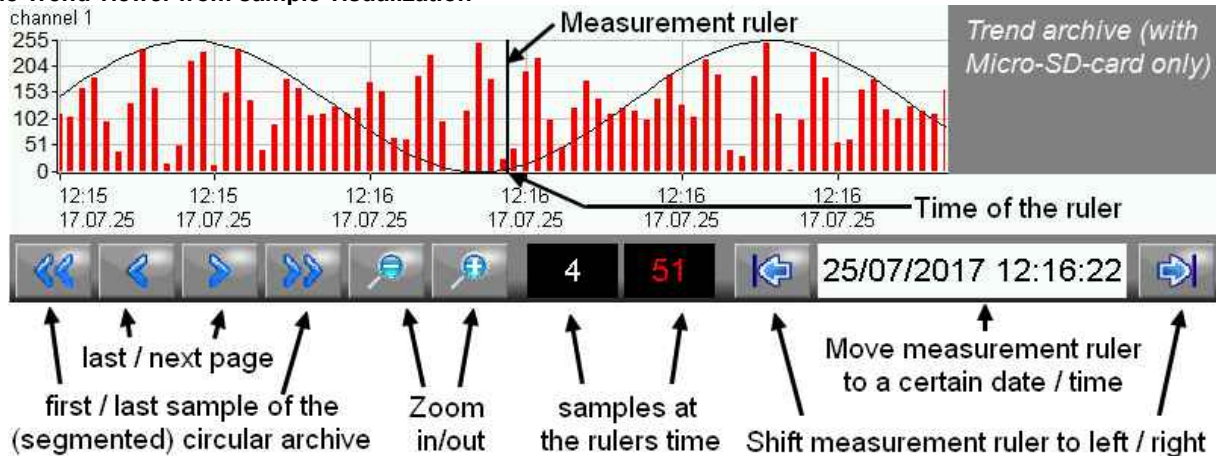 channel 1
Measurement ruler
Trend archive (with
Micro-SD-card only)
255
204
153
102
51
0
12:15 12:15 12:16 12:16 12:16 12:16
17.07.25 17.07.25 17.07.25 17.07.25 17.07.25 17.07.25
Time of the ruler
4 51 25/07/2017 12:16:22
last / next page
first / last sample of the
(segmented) circular archive
Zoom
in/out
samples at
the rulers time
Move measurement ruler
to a certain date / time
Shift measurement ruler to left / right